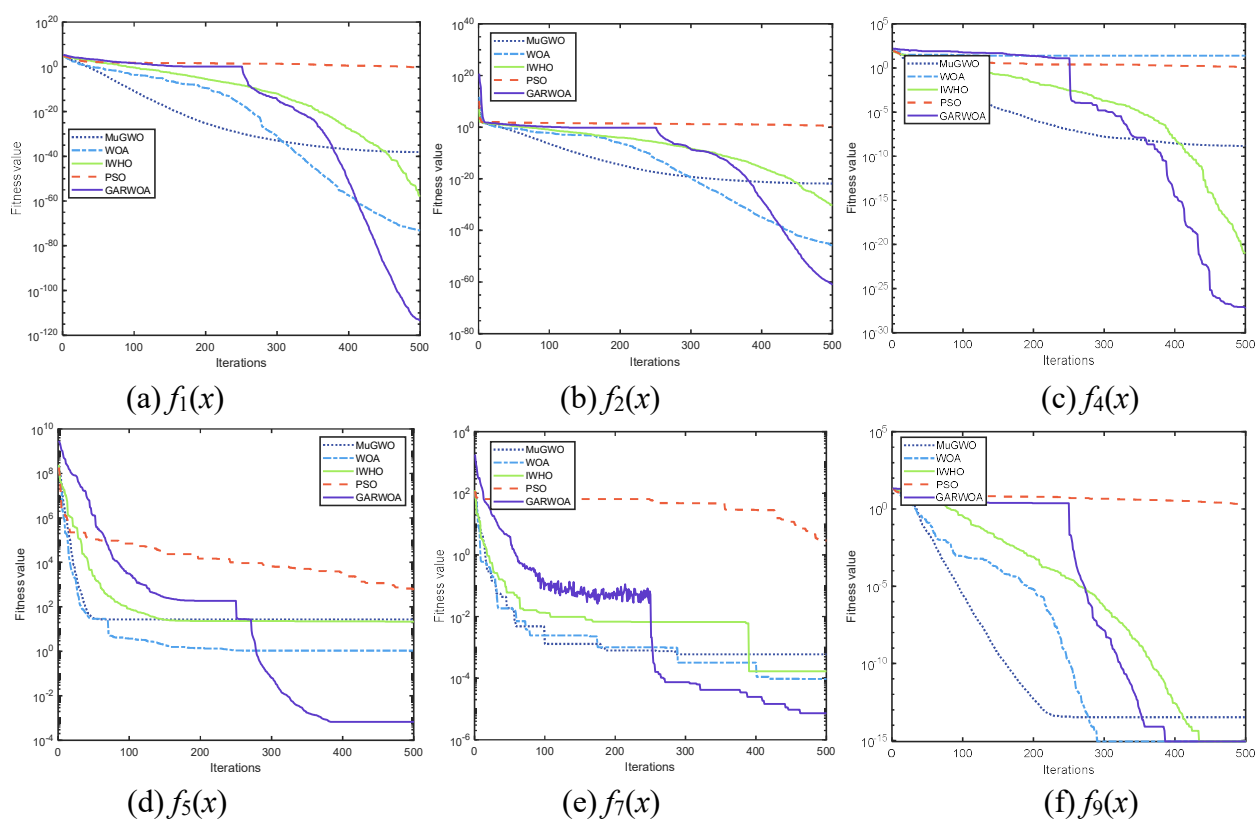 10^20
10^0
10^-20
10^-40
10^-60
10^-80
10^-100
10^-120
Fitness value
MuGWO
WOA
IWHO
PSO
GARWOA
0 100 200 300 400 500
Iterations
(a) f1(x)
10^40
10^20
10^0
10^-20
10^-40
10^-60
10^-80
Fitness value
MuGWO
WOA
IWHO
PSO
GARWOA
0 100 200 300 400 500
Iterations
(b) f2(x)
10^5
10^0
10^-5
10^-10
10^-15
10^-20
10^-25
10^-30
Fitness value
MuGWO
WOA
IWHO
PSO
GARWOA
0 100 200 300 400 500
Iterations
(c) f4(x)
10^10
10^8
10^6
10^4
10^2
10^0
10^-2
10^-4
Fitness value
MuGWO
WOA
IWHO
PSO
GARWOA
0 100 200 300 400 500
Iterations
(d) f5(x)
10^4
10^2
10^0
10^-2
10^-4
10^-6
Fitness value
MuGWO
WOA
IWHO
PSO
GARWOA
0 100 200 300 400 500
Iterations
(e) f7(x)
10^5
10^0
10^-5
10^-10
10^-15
Fitness value
MuGWO
WOA
IWHO
PSO
GARWOA
0 100 200 300 400 500
Iterations
(f) f9(x)